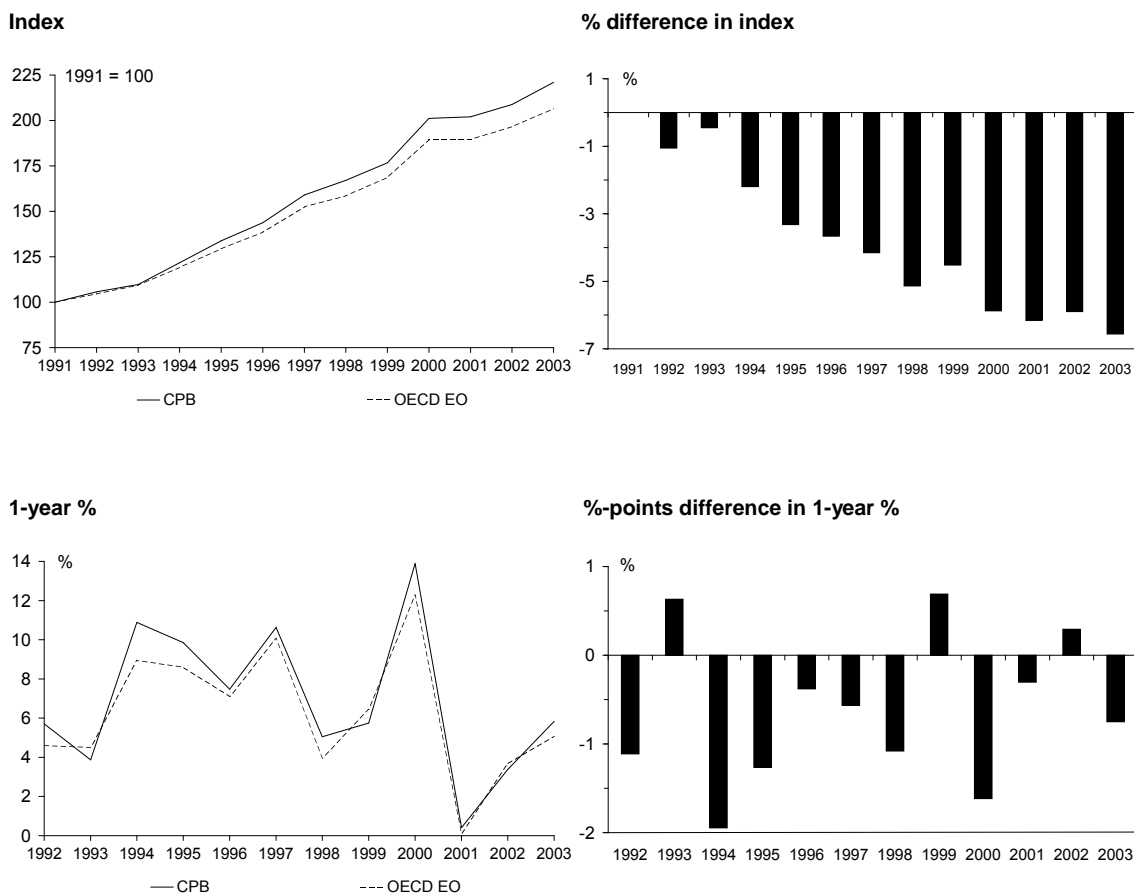 Index
1991 = 100
225
200
175
150
125
100
75
1991 1992 1993 1994 1995 1996 1997 1998 1999 2000 2001 2002 2003
CPB OECD EO
% difference in index
%
1
-1
-3
-5
-7
1991 1992 1993 1994 1995 1996 1997 1998 1999 2000 2001 2002 2003
1-year %
%
14
12
10
8
6
4
2
0
1992 1993 1994 1995 1996 1997 1998 1999 2000 2001 2002 2003
CPB OECD EO
%-points difference in 1-year %
%
1
0
-1
-2
1992 1993 1994 1995 1996 1997 1998 1999 2000 2001 2002 2003